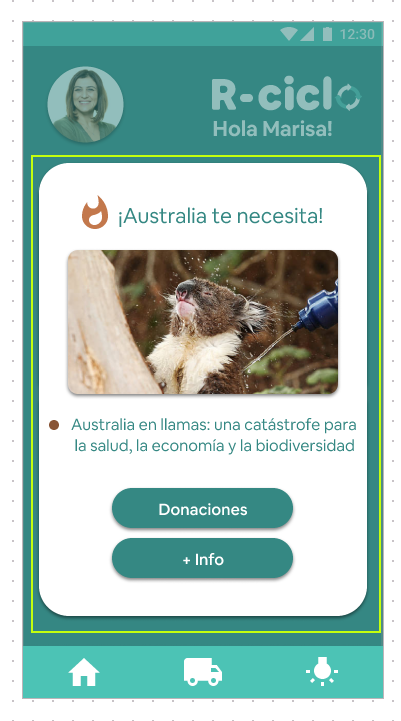 12:30
R-ciclo
Hola Marisa!
¡Australia te necesita!
Australia en llamas: una catástrofe para
la salud, la economía y la biodiversidad
Donaciones
+ Info